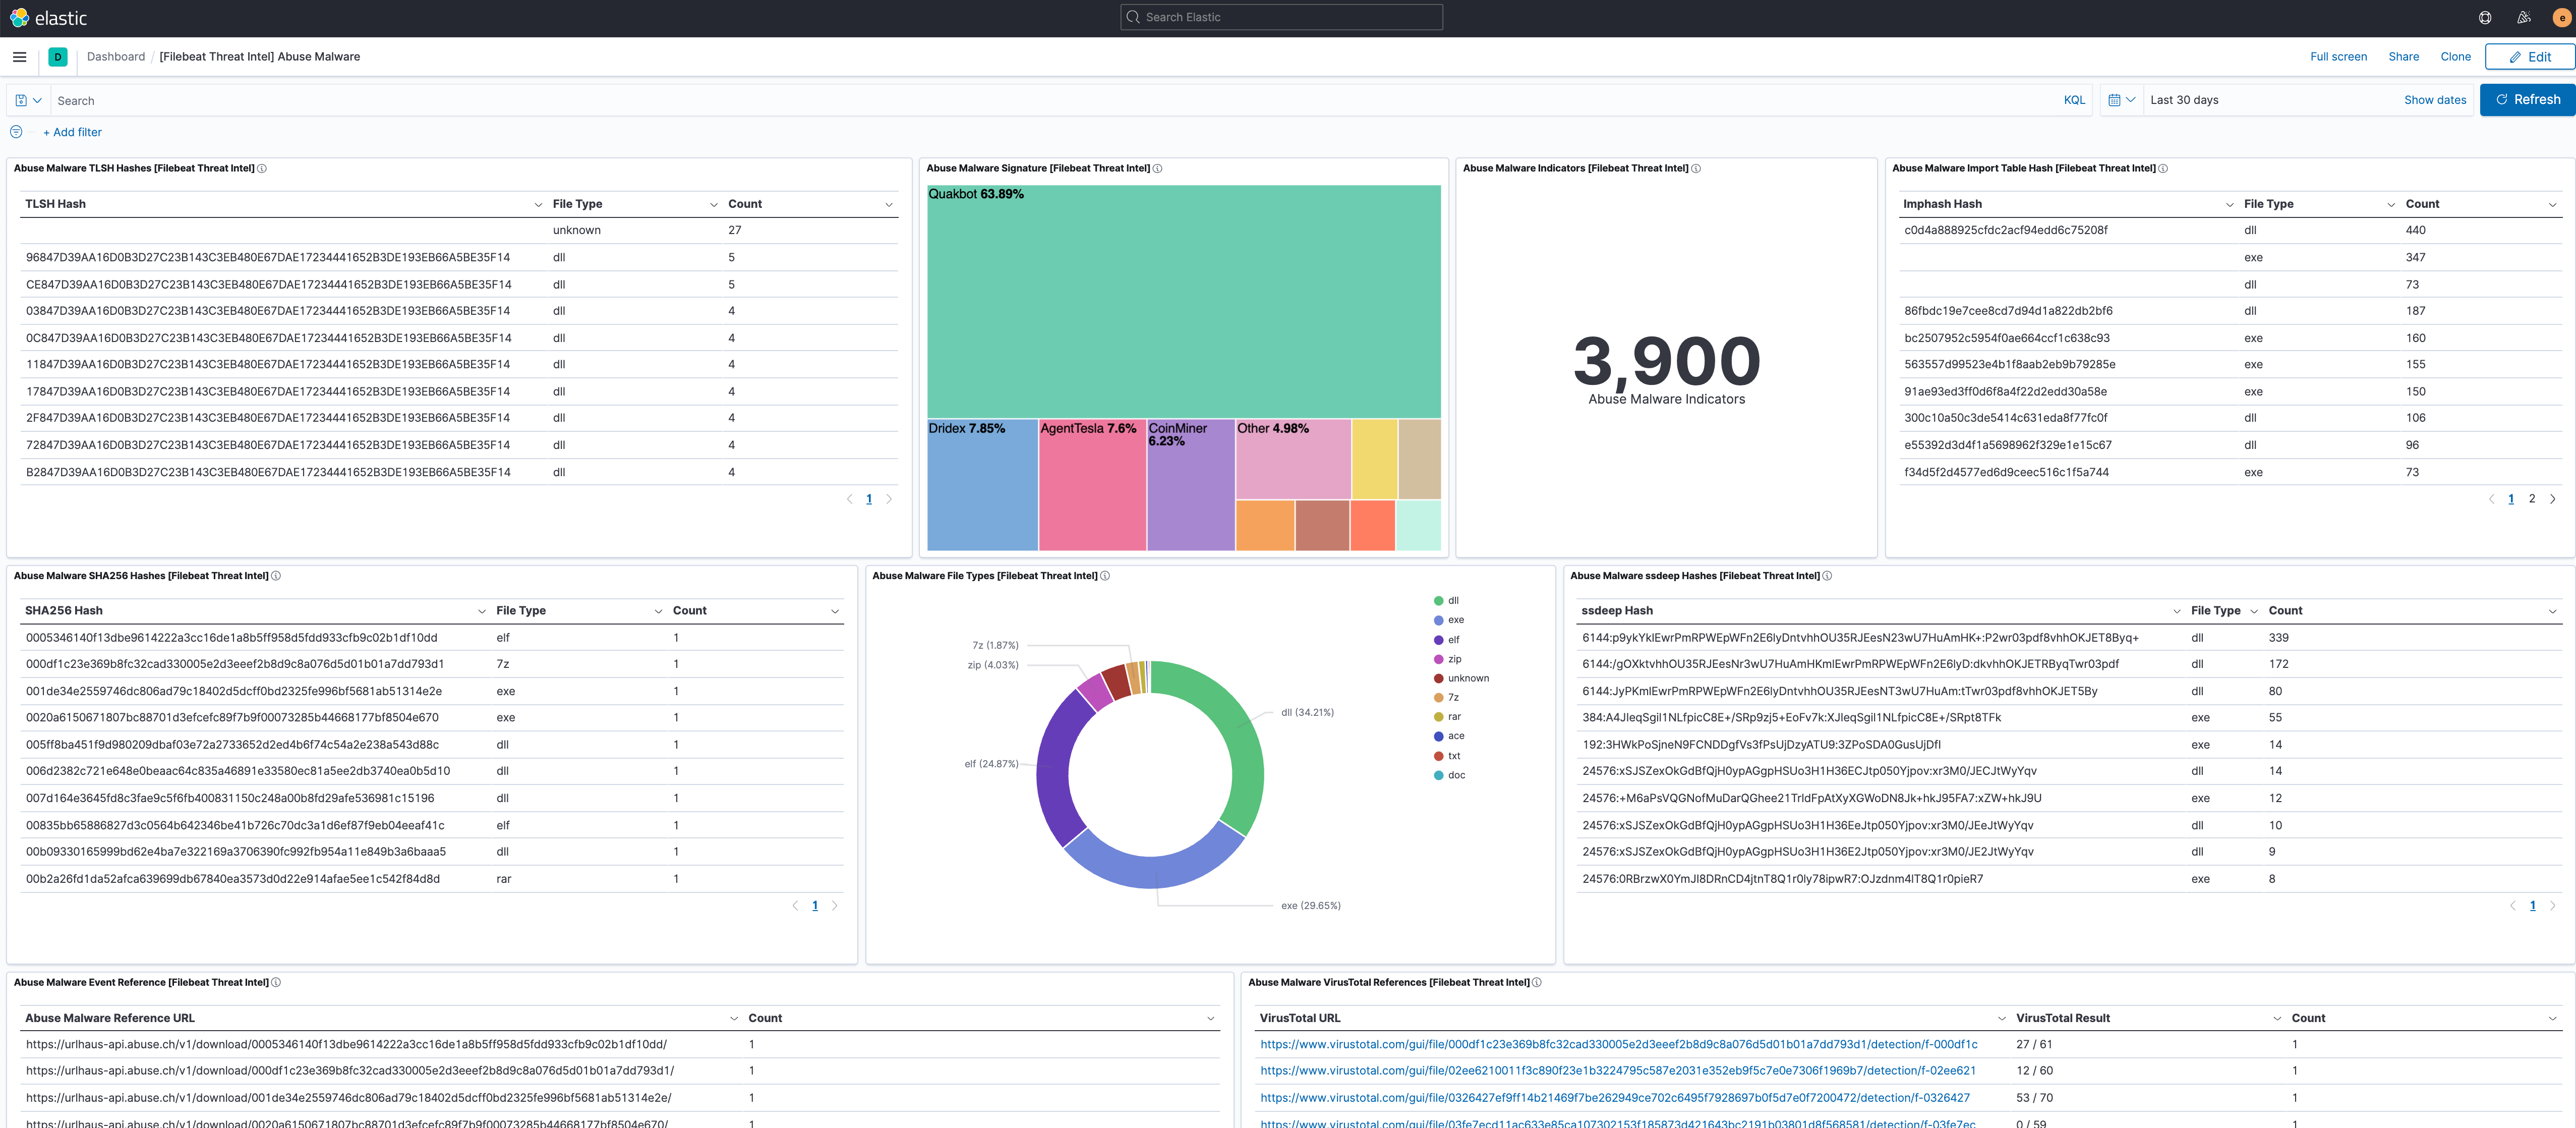 elastic
Search Elastic
e
D
Dashboard / [Filebeat Threat Intel] Abuse Malware
Full screen
Share
Clone
Edit
Search
KQL
Last 30 days
Show dates
Refresh
+ Add filter
Abuse Malware TLSH Hashes [Filebeat Threat Intel]
TLSH Hash File Type Count
unknown 27
96847D39AA16D0B3D27C23B143C3EB480E67DAE17234441652B3DE193EB66A5BE35F14 dll 5
CE847D39AA16D0B3D27C23B143C3EB480E67DAE17234441652B3DE193EB66A5BE35F14 dll 5
03847D39AA16D0B3D27C23B143C3EB480E67DAE17234441652B3DE193EB66A5BE35F14 dll 4
0C847D39AA16D0B3D27C23B143C3EB480E67DAE17234441652B3DE193EB66A5BE35F14 dll 4
11847D39AA16D0B3D27C23B143C3EB480E67DAE17234441652B3DE193EB66A5BE35F14 dll 4
17847D39AA16D0B3D27C23B143C3EB480E67DAE17234441652B3DE193EB66A5BE35F14 dll 4
2F847D39AA16D0B3D27C23B143C3EB480E67DAE17234441652B3DE193EB66A5BE35F14 dll 4
72847D39AA16D0B3D27C23B143C3EB480E67DAE17234441652B3DE193EB66A5BE35F14 dll 4
B2847D39AA16D0B3D27C23B143C3EB480E67DAE17234441652B3DE193EB66A5BE35F14 dll 4
1
Abuse Malware Signature [Filebeat Threat Intel]
Quakbot 63.89%
Dridex 7.85%
AgentTesla 7.6%
CoinMiner
6.23%
Other 4.98%
Abuse Malware Indicators [Filebeat Threat Intel]
3,900
Abuse Malware Indicators
Abuse Malware Import Table Hash [Filebeat Threat Intel]
Imphash Hash File Type Count
c0d4a888925cfdc2acf94edd6c75208f dll 440
exe 347
dll 73
86fbdc19e7cee8cd7d94d1a822db2bf6 dll 187
bc2507952c5954f0ae664ccf1c638c93 exe 160
563557d99523e4b1f8aab2eb9b79285e exe 155
91ae93ed3ff0d6f8a4f22d2edd30a58e exe 150
300c10a50c3de5414c631eda8f77fc0f dll 106
e55392d3d4f1a5698962f329e1e15c67 dll 96
f34d5f2d4577ed6d9ceec516c1f5a744 exe 73
1 2
Abuse Malware SHA256 Hashes [Filebeat Threat Intel]
SHA256 Hash File Type Count
0005346140f13dbe9614222a3cc16de1a8b5ff958d5fdd933cfb9c02b1df10dd elf 1
000df1c23e369b8fc32cad330005e2d3eeef2b8d9c8a076d5d01b01a7dd793d1 7z 1
001de34e2559746dc806ad79c18402d5dcff0bd2325fe996bf5681ab51314e2e exe 1
0020a6150671807bc88701d3efcefc89f7b9f00073285b44668177bf8504e670 exe 1
005ff8ba451f9d980209dbaf03e72a2733652d2ed4b6f74c54a2e238a543d88c dll 1
006d2382c721e648e0beaac64c835a46891e33580ec81a5ee2db3740ea0b5d10 dll 1
007d164e3645fd8c3fae9c5f6fb400831150c248a00b8fd29afe536981c15196 dll 1
00835bb65886827d3c0564b642346be41b726c70dc3a1d6ef87f9eb04eeaf41c elf 1
00b09330165999bd62e4ba7e322169a3706390fc992fb954a11e849b3a6baaa5 dll 1
00b2a26fd1da52afca639699db67840ea3573d0d22e914afae5ee1c542f84d8d rar 1
1
Abuse Malware File Types [Filebeat Threat Intel]
7z (1.87%)
zip (4.03%)
dll (34.21%)
elf (24.87%)
exe (29.65%)
dll
exe
elf
zip
unknown
7z
rar
ace
txt
doc
Abuse Malware ssdeep Hashes [Filebeat Threat Intel]
ssdeep Hash File Type Count
6144:p9ykYklEwrPmRPWEpWFn2E6lyDntvhhOU35RJEesN23wU7HuAmHK+:P2wr03pdf8vhhOKJET8Byq+ dll 339
6144:/gOXktvhhOU35RJEesNr3wU7HuAmHKmlEwrPmRPWEpWFn2E6lyD:dkvhhOKJETRByqTwr03pdf dll 172
6144:JyPKmlEwrPmRPWEpWFn2E6lyDntvhhOU35RJEesNT3wU7HuAm:tTwr03pdf8vhhOKJET5By dll 80
384:A4JleqSgil1NLfpicC8E+/SRp9zj5+EoFv7k:XJleqSgil1NLfpicC8E+/SRpt8TFk exe 55
192:3HWkPoSjneN9FCNDDgfVs3fPsUjDzyATU9:3ZPoSDA0GusUjDfl exe 14
24576:xSJSZexOkGdBfQjH0ypAGgpHSUo3H1H36ECJtp050Yjpov:xr3M0/JECJtWyYqv dll 14
24576:+M6aPsVQGNofMuDarQGhee21TrldFpAtXyXGWoDN8Jk+hkJ95FA7:xZW+hkJ9U exe 12
24576:xSJSZexOkGdBfQjH0ypAGgpHSUo3H1H36EeJtp050Yjpov:xr3M0/JEeJtWyYqv dll 10
24576:xSJSZexOkGdBfQjH0ypAGgpHSUo3H1H36E2Jtp050Yjpov:xr3M0/JE2JtWyYqv dll 9
24576:0RBrzwX0YmJl8DRnCD4jtnT8Q1r0ly78ipwR7:OJzdnm4lT8Q1r0pieR7 exe 8
1
Abuse Malware Event Reference [Filebeat Threat Intel]
Abuse Malware Reference URL Count
https://urlhaus-api.abuse.ch/v1/download/0005346140f13dbe9614222a3cc16de1a8b5ff958d5fdd933cfb9c02b1df10dd/ 1
https://urlhaus-api.abuse.ch/v1/download/000df1c23e369b8fc32cad330005e2d3eeef2b8d9c8a076d5d01b01a7dd793d1/ 1
https://urlhaus-api.abuse.ch/v1/download/001de34e2559746dc806ad79c18402d5dcff0bd2325fe996bf5681ab51314e2e/ 1
https://urlhaus-api.abuse.ch/v1/download/0020a6150671807bc88701d3efcefc89f7b9f00073285b44668177bf8504e670/ 1
Abuse Malware VirusTotal References [Filebeat Threat Intel]
VirusTotal URL VirusTotal Result Count
https://www.virustotal.com/gui/file/000df1c23e369b8fc32cad330005e2d3eeef2b8d9c8a076d5d01b01a7dd793d1/detection/f-000df1c 27 / 61 1
https://www.virustotal.com/gui/file/02ee6210011f3c890f23e1b3224795c587e2031e352eb9f5c7e0e7306f1969b7/detection/f-02ee621 12 / 60 1
https://www.virustotal.com/gui/file/0326427ef9ff14b21469f7be262949ce702c6495f7928697b0f5d7e0f7200472/detection/f-0326427 53 / 70 1
https://www.virustotal.com/gui/file/03fe7ecd11ac633e85ca107302153f185873d421643bc2191b03801d8f568581/detection/f-03fe7ec 0 / 59 1